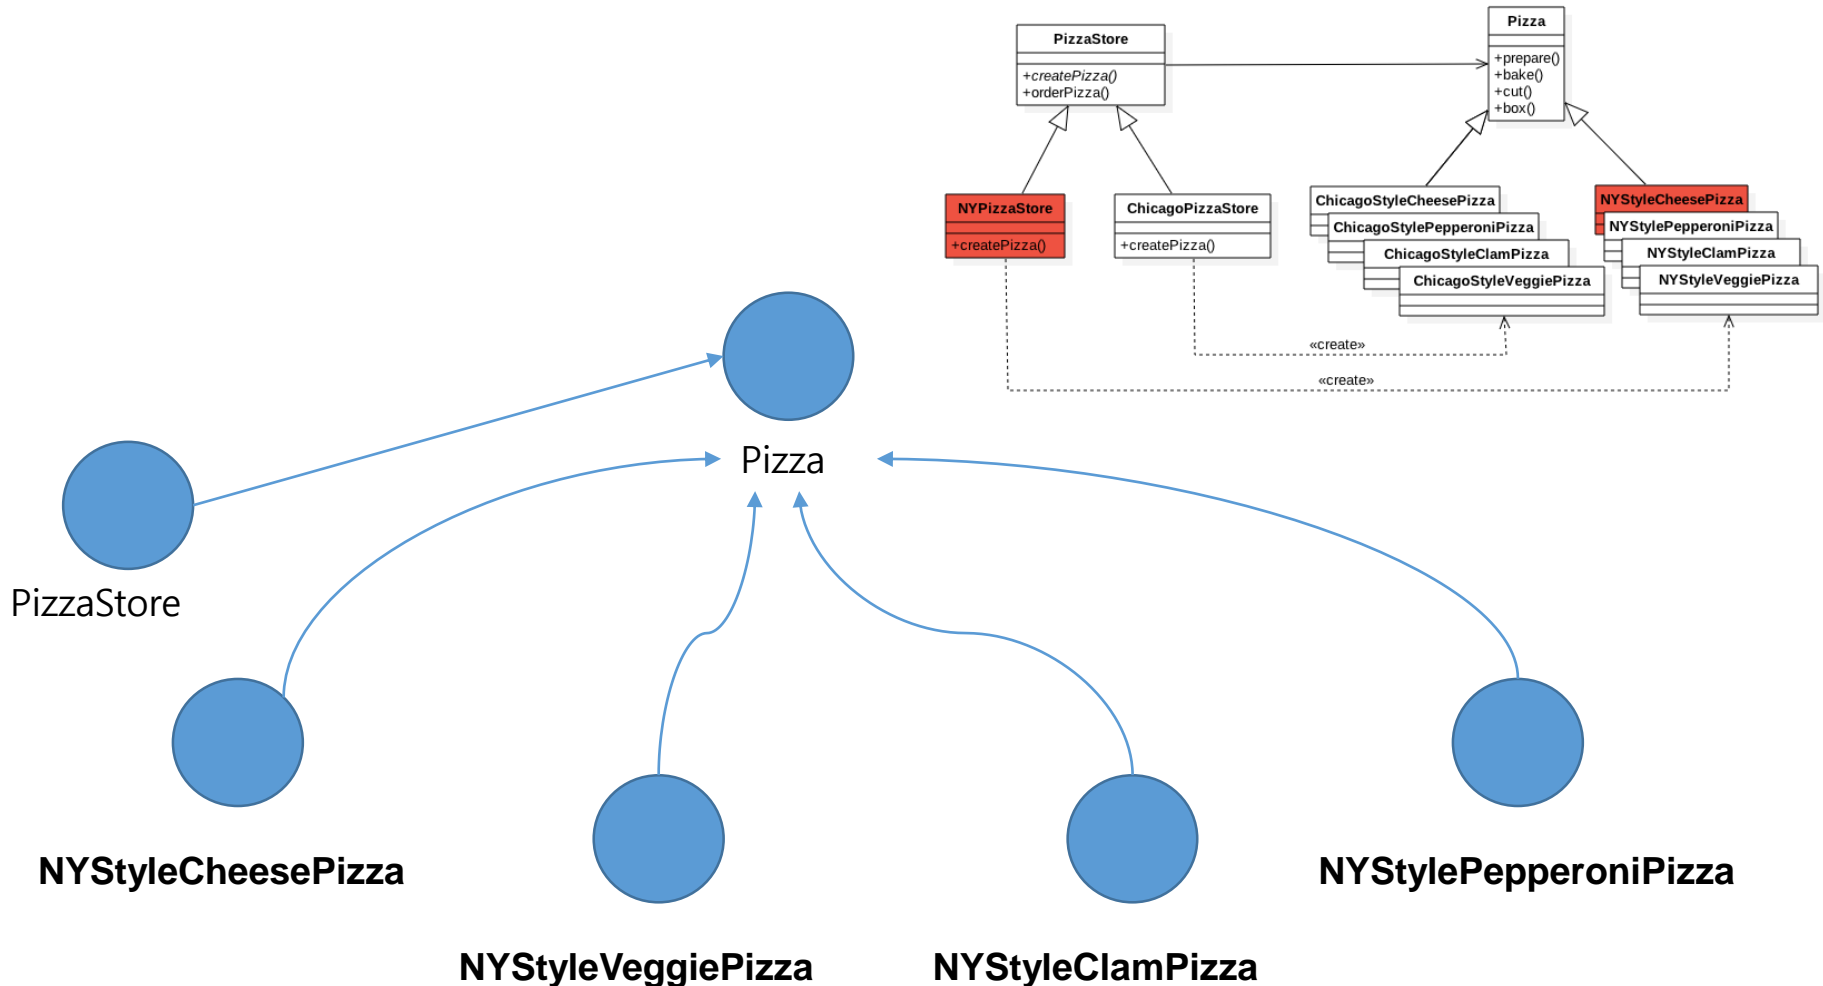 PizzaStore
+createPizza()
+orderPizza()
Pizza
+prepare()
+bake()
+cut()
+box()
NYPizzaStore
+createPizza()
ChicagoPizzaStore
+createPizza()
ChicagoStyleCheesePizza
ChicagoStylePepperoniPizza
ChicagoStyleClamPizza
ChicagoStyleVeggiePizza
NYStyleCheesePizza
NYStylePepperoniPizza
NYStyleClamPizza
NYStyleVeggiePizza
«create»
«create»
Pizza
PizzaStore
NYStyleCheesePizza
NYStylePepperoniPizza
NYStyleVeggiePizza
NYStyleClamPizza